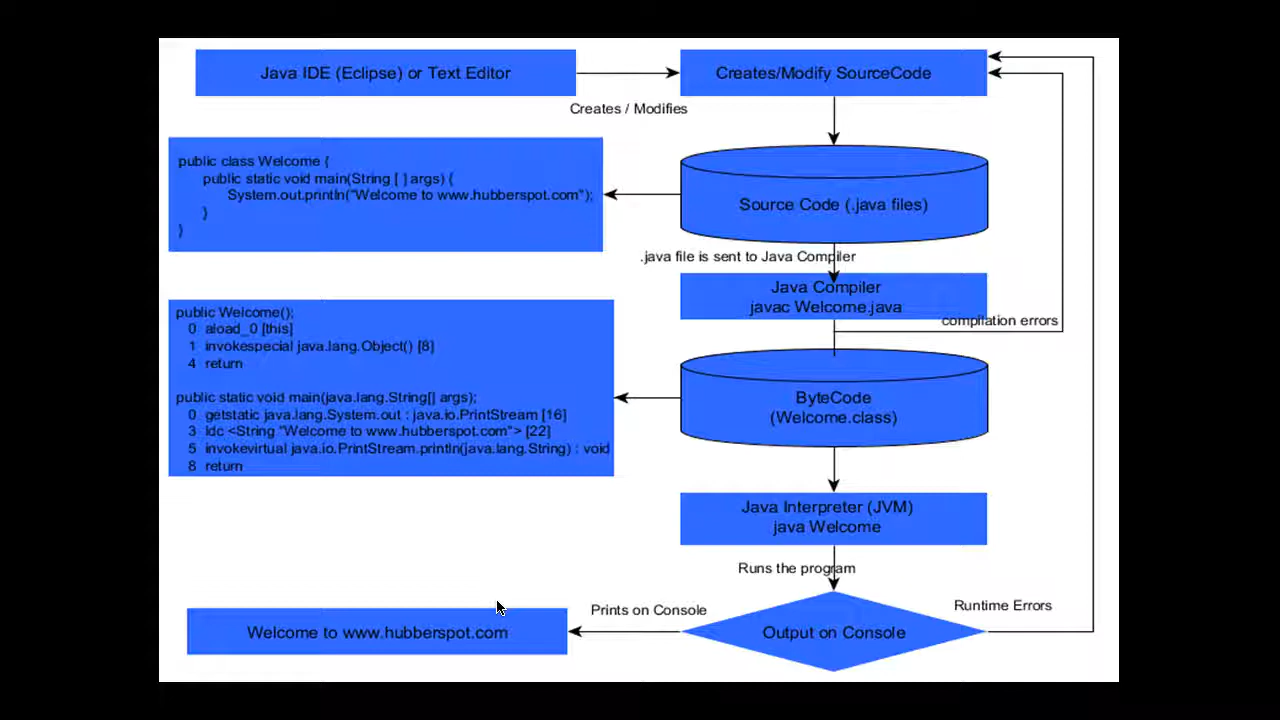 Java IDE (Eclipse) or Text Editor
Creates/Modify SourceCode
Creates / Modifies
public class Welcome {
public static void main(String [ ] args) {
System.out.println("Welcome to www.hubberspot.com");
}
}
Source Code (.java files)
.java file is sent to Java Compiler
Java Compiler
javac Welcome.java
compilation errors
public Welcome();
0 aload_0 [this]
1 invokespecial java.lang.Object() [8]
4 return
public static void main(java.lang.String[] args);
0 getstatic java.lang.System.out : java.io.PrintStream [16]
3 ldc <String "Welcome to www.hubberspot.com"> [22]
5 invokevirtual java.io.PrintStream.println(java.lang.String) : void
8 return
ByteCode
(Welcome.class)
Java Interpreter (JVM)
java Welcome
Runs the program
Output on Console
Runtime Errors
Prints on Console
Welcome to www.hubberspot.com